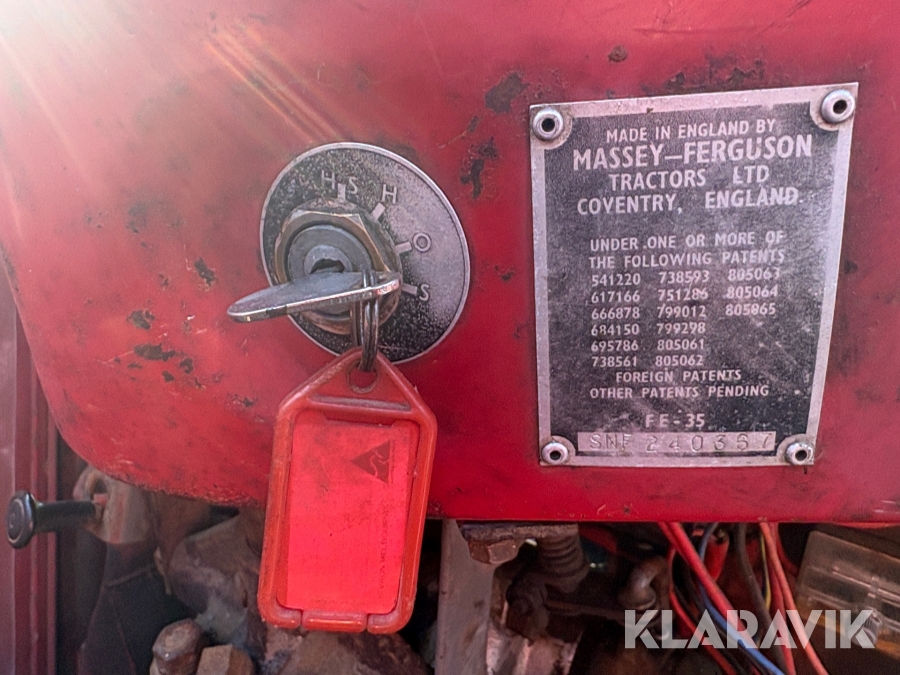 HS H O S
MADE IN ENGLAND BY
MASSEY—FERGUSON
TRACTORS LTD
COVENTRY, ENGLAND.
UNDER ONE OR MORE OF
THE FOLLOWING PATENTS
541220 738593 805063
617166 751286 805064
666878 799012 805865
684150 799298
695786 805061
738561 805062
FOREIGN PATENTS
OTHER PATENTS PENDING
FE-35
SNF 240367
KLARAVIK